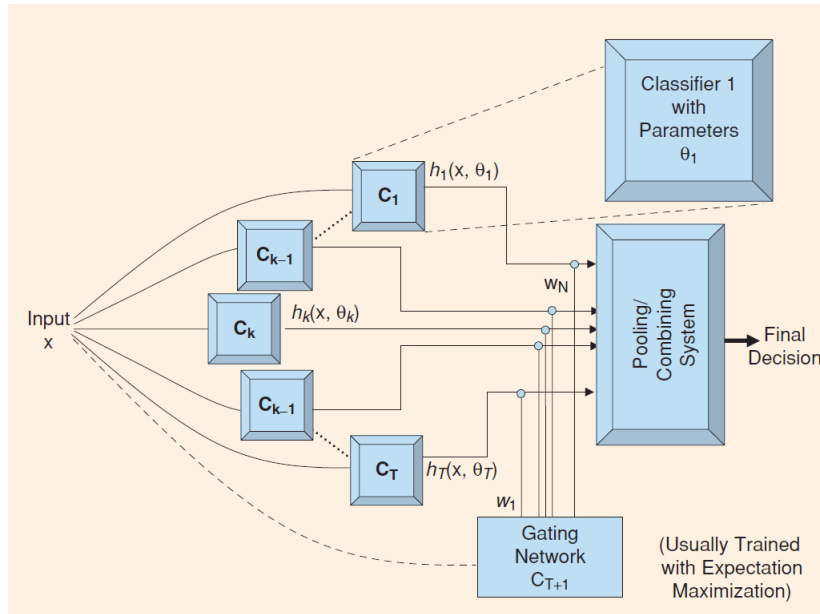 Classifier 1
with
Parameters
θ1
h1(x, θ1)
C1
Ck–1
wN
Input
x
Ck
hk(x, θk)
Pooling/
Combining
System
Final
Decision
Ck–1
CT
hT(x, θT)
w1
Gating
Network
CT+1
(Usually Trained
with Expectation
Maximization)